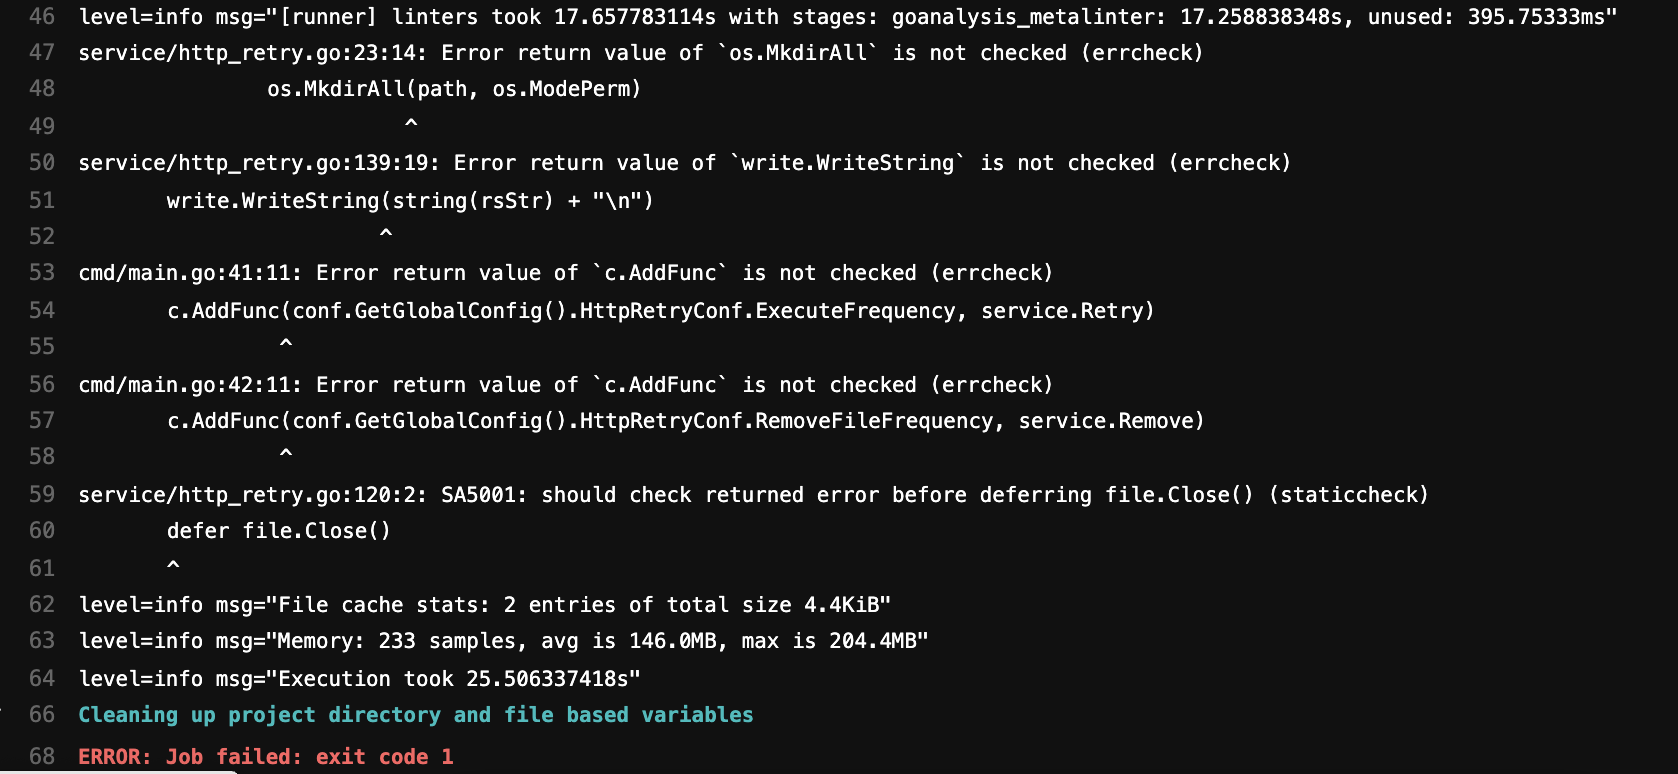 46 level=info msg="[runner] linters took 17.657783114s with stages: goanalysis_metalinter: 17.258838348s, unused: 395.75333ms"
47 service/http_retry.go:23:14: Error return value of `os.MkdirAll` is not checked (errcheck)
48 os.MkdirAll(path, os.ModePerm)
49 ^
50 service/http_retry.go:139:19: Error return value of `write.WriteString` is not checked (errcheck)
51 write.WriteString(string(rsStr) + "\n")
52 ^
53 cmd/main.go:41:11: Error return value of `c.AddFunc` is not checked (errcheck)
54 c.AddFunc(conf.GetGlobalConfig().HttpRetryConf.ExecuteFrequency, service.Retry)
55 ^
56 cmd/main.go:42:11: Error return value of `c.AddFunc` is not checked (errcheck)
57 c.AddFunc(conf.GetGlobalConfig().HttpRetryConf.RemoveFileFrequency, service.Remove)
58 ^
59 service/http_retry.go:120:2: SA5001: should check returned error before deferring file.Close() (staticcheck)
60 defer file.Close()
61 ^
62 level=info msg="File cache stats: 2 entries of total size 4.4KiB"
63 level=info msg="Memory: 233 samples, avg is 146.0MB, max is 204.4MB"
64 level=info msg="Execution took 25.506337418s"
66 Cleaning up project directory and file based variables
68 ERROR: Job failed: exit code 1